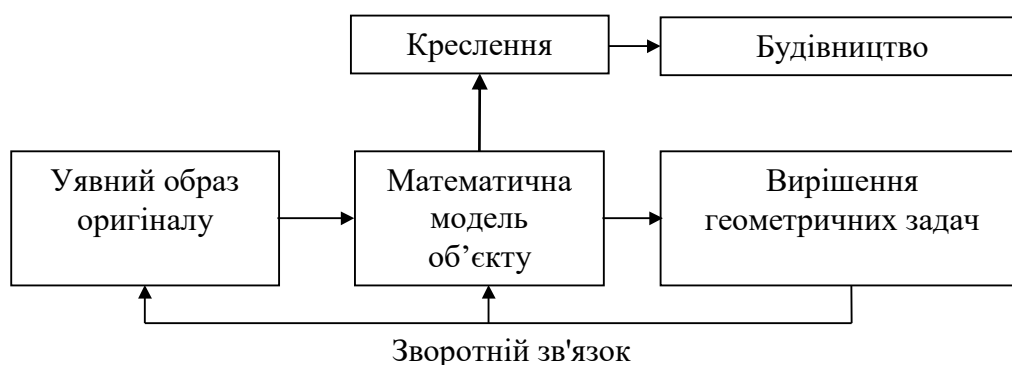 Креслення
Будівництво
Уявний образ
оригіналу
Математична
модель
об’єкту
Вирішення
геометричних задач
Зворотній зв'язок